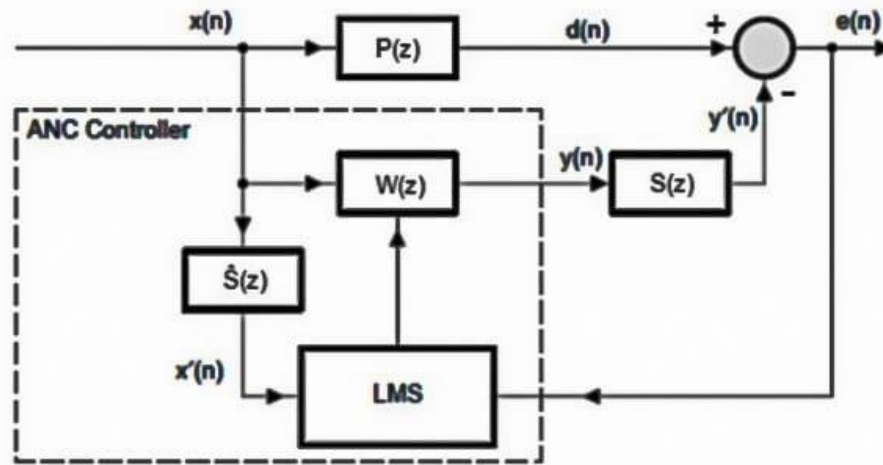 x(n)
P(z)
d(n)
+
e(n)
ANC Controller
-
y′(n)
y(n)
W(z)
S(z)
Ŝ(z)
x′(n)
LMS